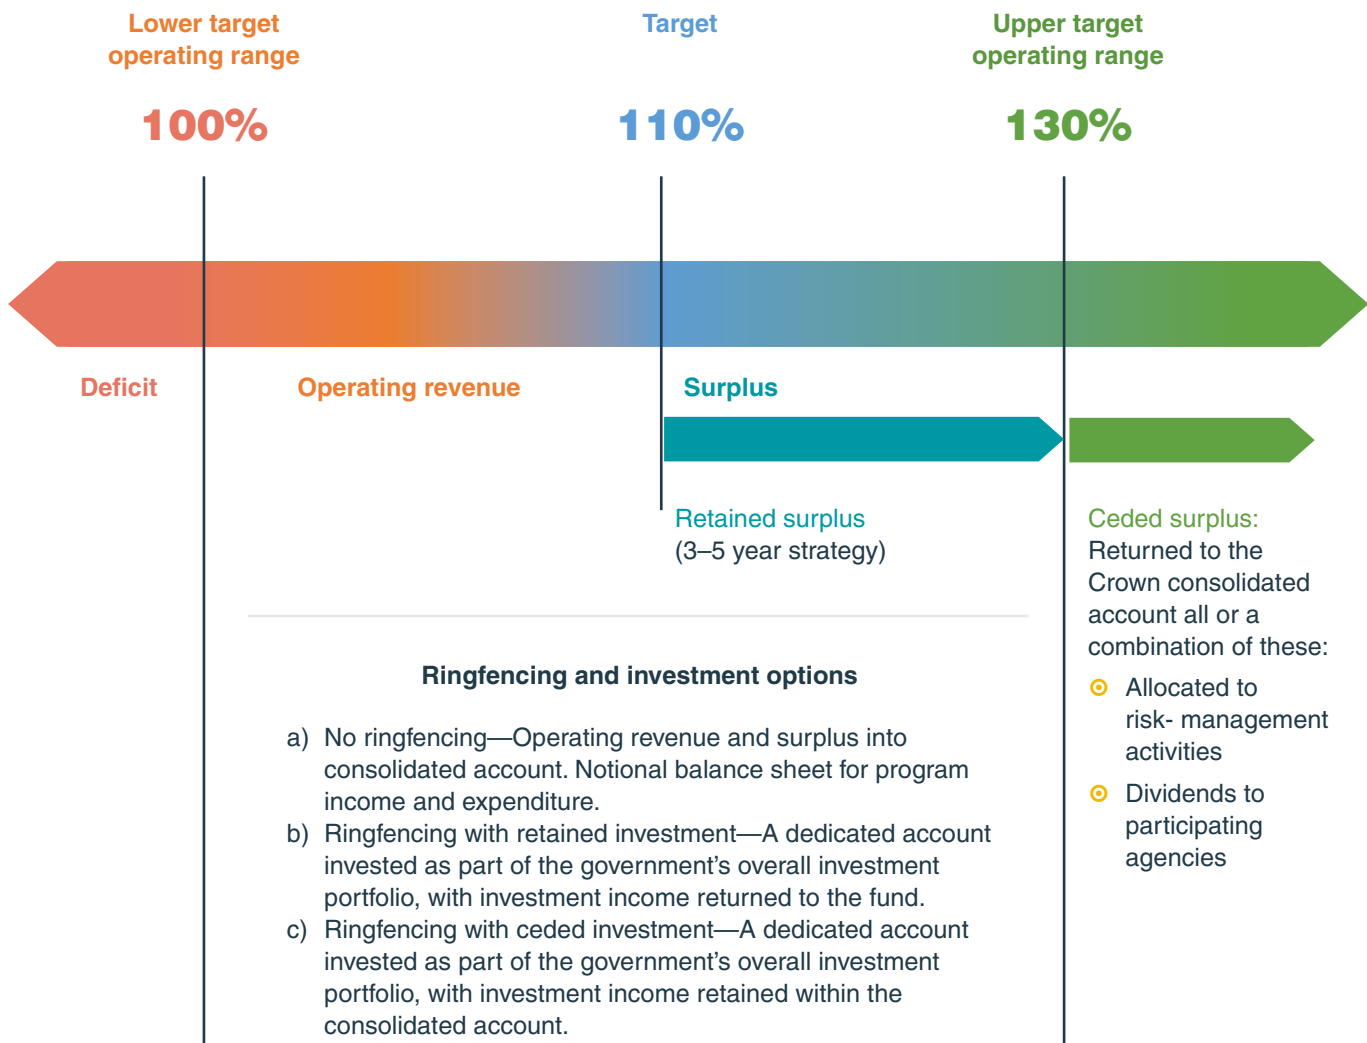 Lower target
operating range
100%
Target
110%
Upper target
operating range
130%
Deficit
Operating revenue
Surplus
Retained surplus
(3–5 year strategy)
Ceded surplus:
Returned to the
Crown consolidated
account all or a
combination of these:
Allocated to
risk- management
activities
Dividends to
participating
agencies
Ringfencing and investment options
a) No ringfencing—Operating revenue and surplus into
consolidated account. Notional balance sheet for program
income and expenditure.
b) Ringfencing with retained investment—A dedicated account
invested as part of the government’s overall investment
portfolio, with investment income returned to the fund.
c) Ringfencing with ceded investment—A dedicated account
invested as part of the government’s overall investment
portfolio, with investment income retained within the
consolidated account.